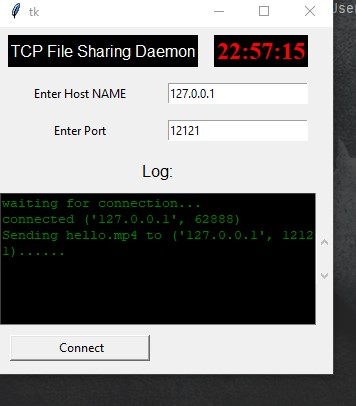 tk
User
TCP File Sharing Daemon
22:57:15
Enter Host NAME
127.0.0.1
Enter Port
12121
Log:
waiting for connection...
connected ('127.0.0.1', 62888)
Sending hello.mp4 to ('127.0.0.1', 1212
1)......
Connect